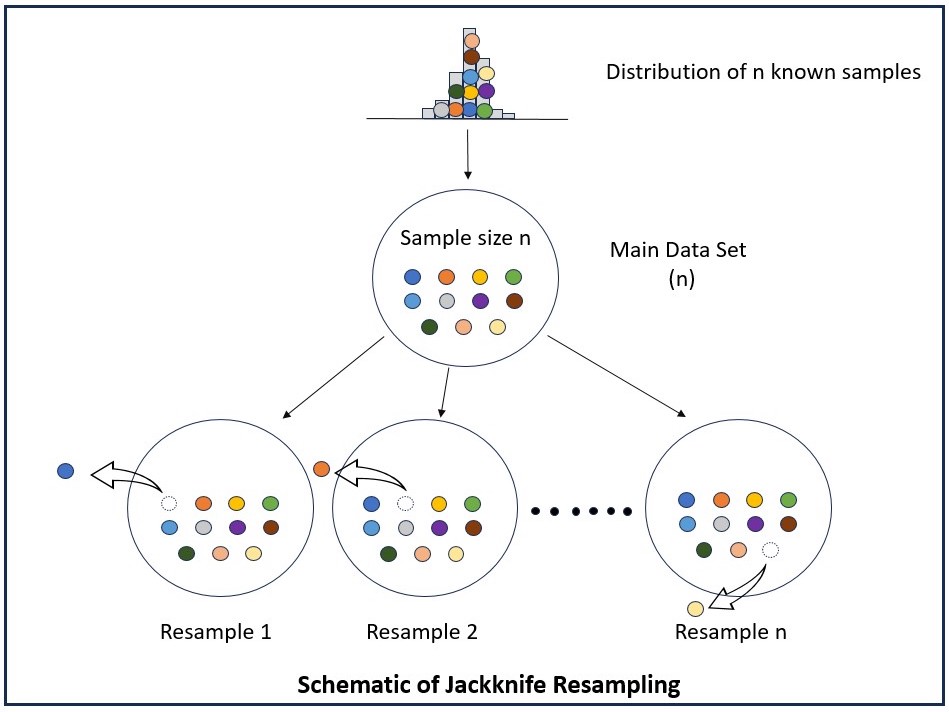 Distribution of n known samples
Sample size n
Main Data Set
(n)
Resample 1
Resample 2
Resample n
Schematic of Jackknife Resampling